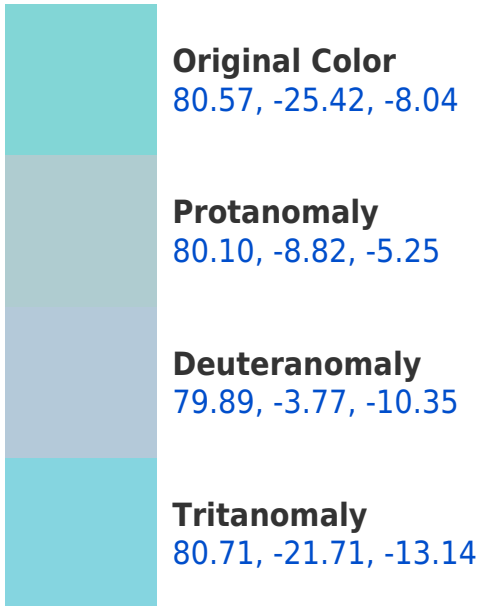 Original Color
80.57, -25.42, -8.04
Protanomaly
80.10, -8.82, -5.25
Deuteranomaly
79.89, -3.77, -10.35
Tritanomaly
80.71, -21.71, -13.14